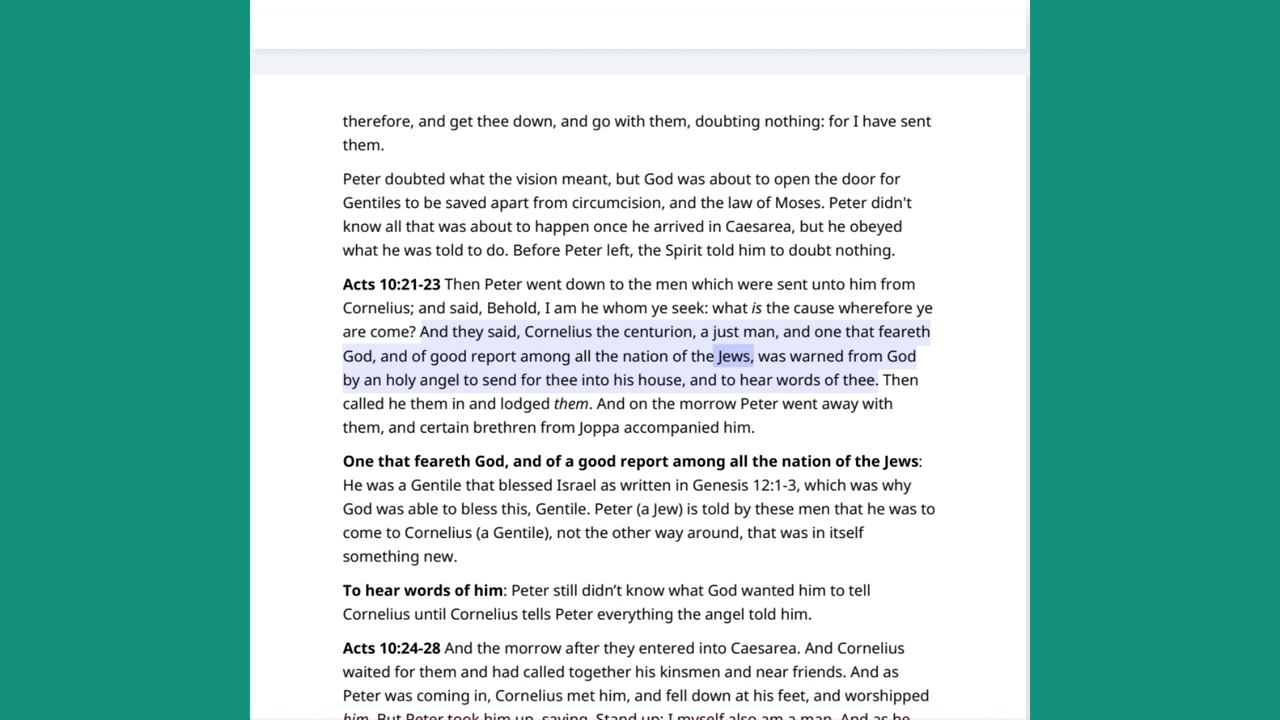 therefore, and get thee down, and go with them, doubting nothing: for I have sent
them.
Peter doubted what the vision meant, but God was about to open the door for
Gentiles to be saved apart from circumcision, and the law of Moses. Peter didn't
know all that was about to happen once he arrived in Caesarea, but he obeyed
what he was told to do. Before Peter left, the Spirit told him to doubt nothing.
Acts 10:21-23 Then Peter went down to the men which were sent unto him from
Cornelius; and said, Behold, I am he whom ye seek: what is the cause wherefore ye
are come? And they said, Cornelius the centurion, a just man, and one that feareth
God, and of good report among all the nation of the Jews, was warned from God
by an holy angel to send for thee into his house, and to hear words of thee. Then
called he them in and lodged them. And on the morrow Peter went away with
them, and certain brethren from Joppa accompanied him.
One that feareth God, and of a good report among all the nation of the Jews:
He was a Gentile that blessed Israel as written in Genesis 12:1-3, which was why
God was able to bless this, Gentile. Peter (a Jew) is told by these men that he was to
come to Cornelius (a Gentile), not the other way around, that was in itself
something new.
To hear words of him: Peter still didn’t know what God wanted him to tell
Cornelius until Cornelius tells Peter everything the angel told him.
Acts 10:24-28 And the morrow after they entered into Caesarea. And Cornelius
waited for them and had called together his kinsmen and near friends. And as
Peter was coming in, Cornelius met him, and fell down at his feet, and worshipped
him. But Peter took him up, saying, Stand up; I myself also am a man. And as he